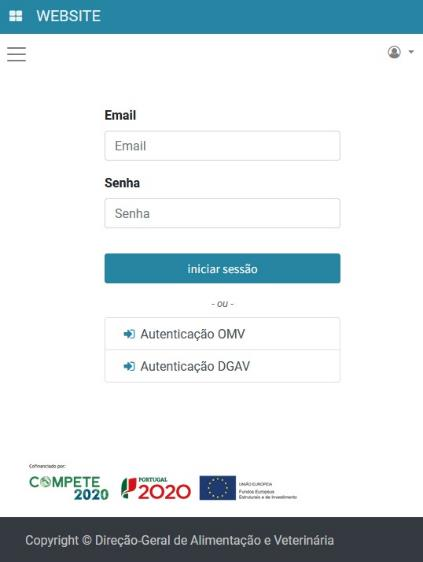 WEBSITE
Email
Email
Senha
Senha
iniciar sessão
- ou -
Autenticação OMV
Autenticação DGAV
Cofinanciado por:
COMPETE
2020
PORTUGAL
2020
UNIÃO EUROPEIA
Fundos Europeus
Estruturais e de Investimento
Copyright © Direção-Geral de Alimentação e Veterinária